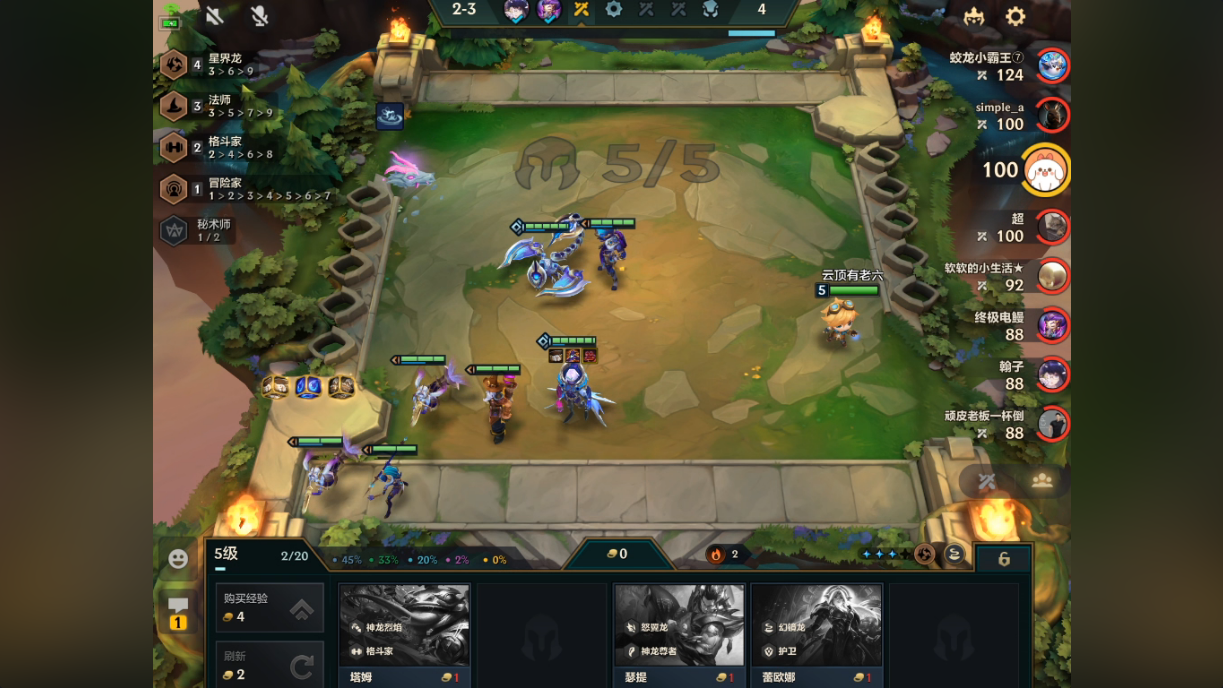 2-3
4
4 星界龙
3 > 6 > 9
3 法师
3 > 5 > 7 > 9
2 格斗家
2 > 4 > 6 > 8
1 冒险家
1 > 2 > 3 > 4 > 5 > 6 > 7
秘术师
1 / 2
5/5
蛟龙小霸王⑦
124
simple_a
100
100
超
100
软软的小生活★
92
终极电鳗
88
翰子
88
顽皮老板一杯倒
88
云顶有老六
5
5级
2/20
45% 33% 20% 2% 0%
0
2
6
1
购买经验
4
刷新
2
神龙烈焰
格斗家
塔姆 1
怒翼龙
神龙尊者
瑟提 1
幻镜龙
护卫
蕾欧娜 1